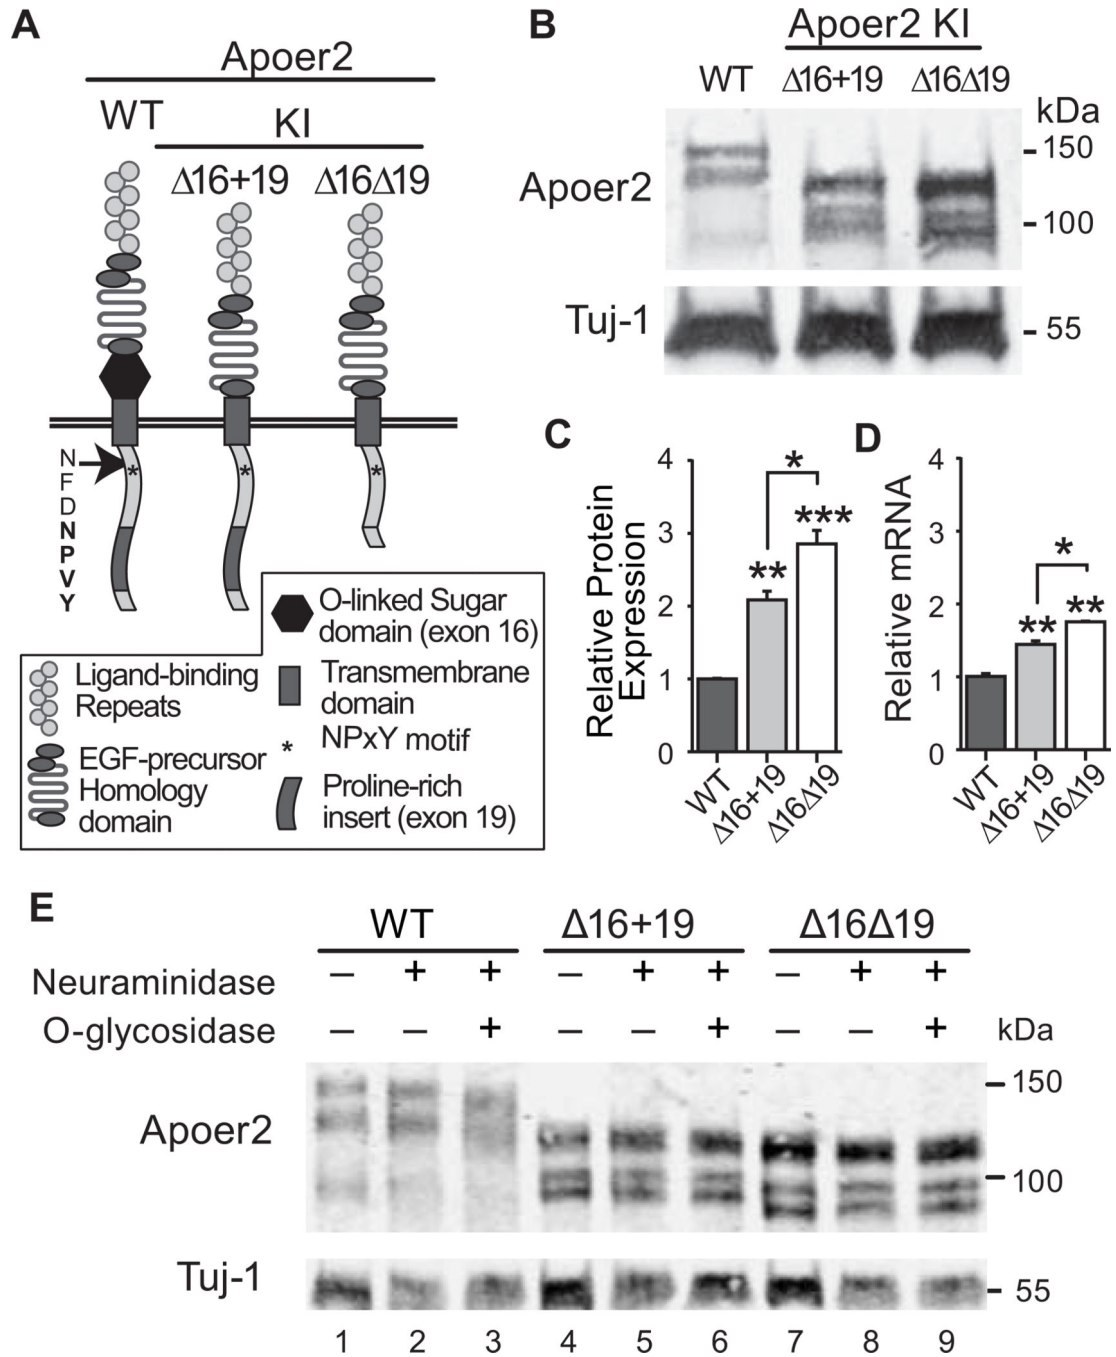 A
Apoer2
WT
KI
Δ16+19 Δ16Δ19
N
F
D
N
P
V
Y
*
*
*
O-linked Sugar
domain (exon 16)
Ligand-binding
Repeats
Transmembrane
domain
* NPxY motif
EGF-precursor
Homology
domain
Proline-rich
insert (exon 19)
B
Apoer2 KI
WT Δ16+19 Δ16Δ19
kDa
150
Apoer2
100
Tuj-1
55
C
Relative Protein
Expression
4
3
2
1
0
*
**
***
WT
Δ16+19
Δ16Δ19
D
Relative mRNA
4
3
2
1
0
*
**
**
WT
Δ16+19
Δ16Δ19
E
WT Δ16+19 Δ16Δ19
Neuraminidase – + + – + + – + +
O-glycosidase – – + – – + – – + kDa
150
Apoer2
100
Tuj-1
55
1 2 3 4 5 6 7 8 9